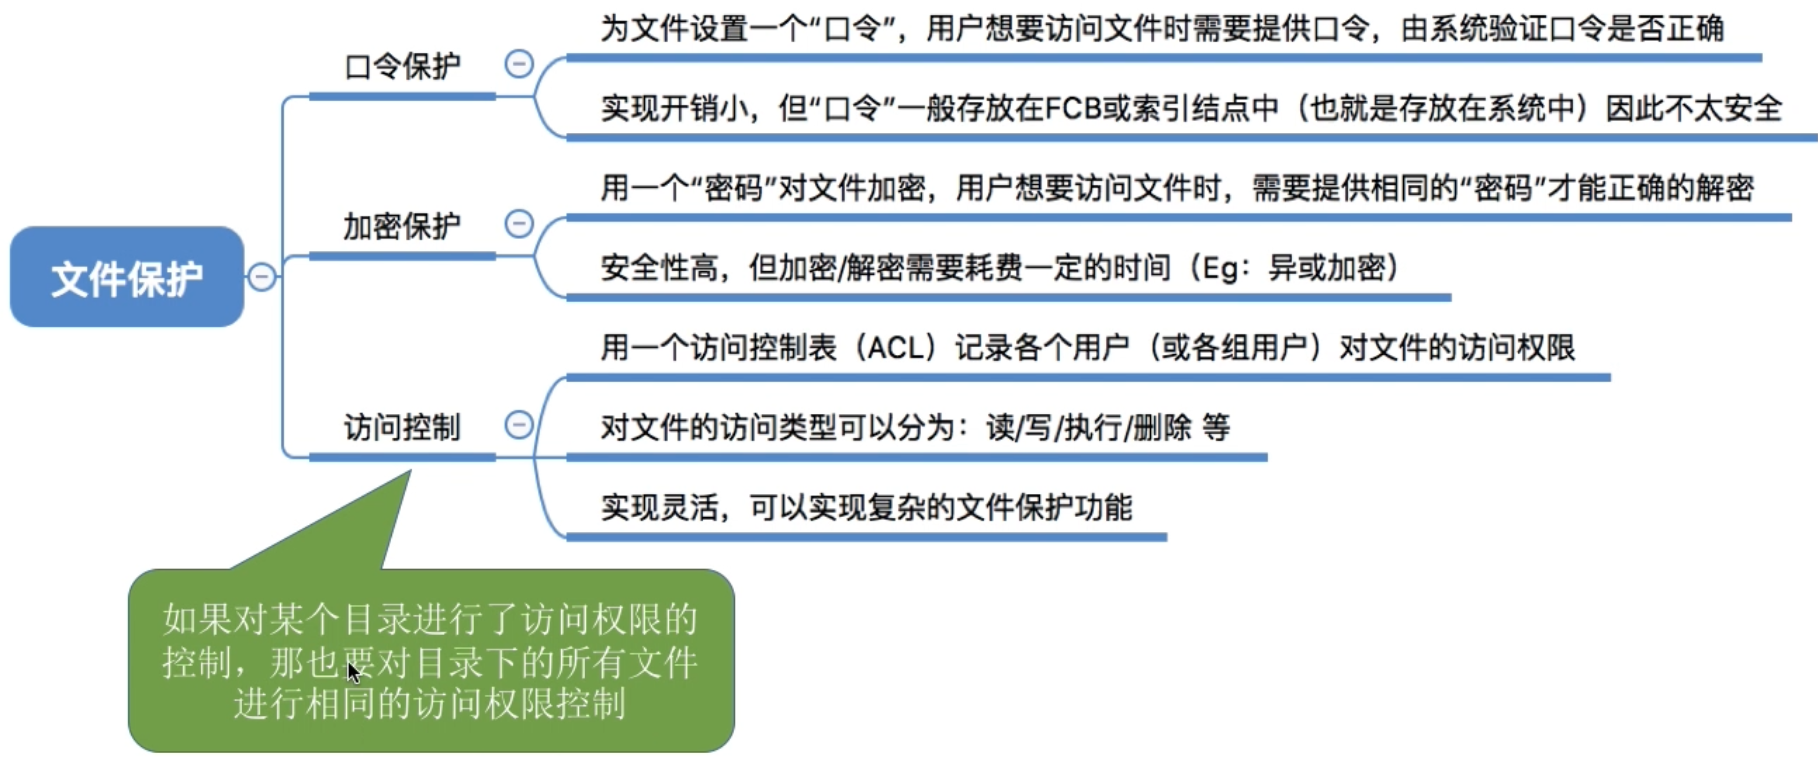 文件保护
口令保护
为文件设置一个“口令”，用户想要访问文件时需要提供口令，由系统验证口令是否正确
实现开销小，但“口令”一般存放在FCB或索引结点中（也就是存放在系统中）因此不太安全
加密保护
用一个“密码”对文件加密，用户想要访问文件时，需要提供相同的“密码”才能正确的解密
安全性高，但加密/解密需要耗费一定的时间（Eg：异或加密）
访问控制
用一个访问控制表（ACL）记录各个用户（或各组用户）对文件的访问权限
对文件的访问类型可以分为：读/写/执行/删除 等
实现灵活，可以实现复杂的文件保护功能
如果对某个目录进行了访问权限的
控制，那也要对目录下的所有文件
进行相同的访问权限控制